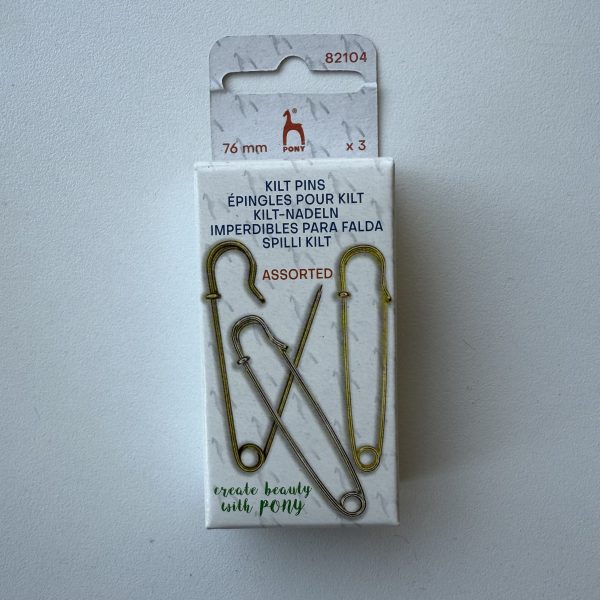 82104
®
PONY
76 mm
x 3
KILT PINS
ÉPINGLES POUR KILT
KILT-NADELN
IMPERDIBLES PARA FALDA
SPILLI KILT
ASSORTED
create beauty
with PONY